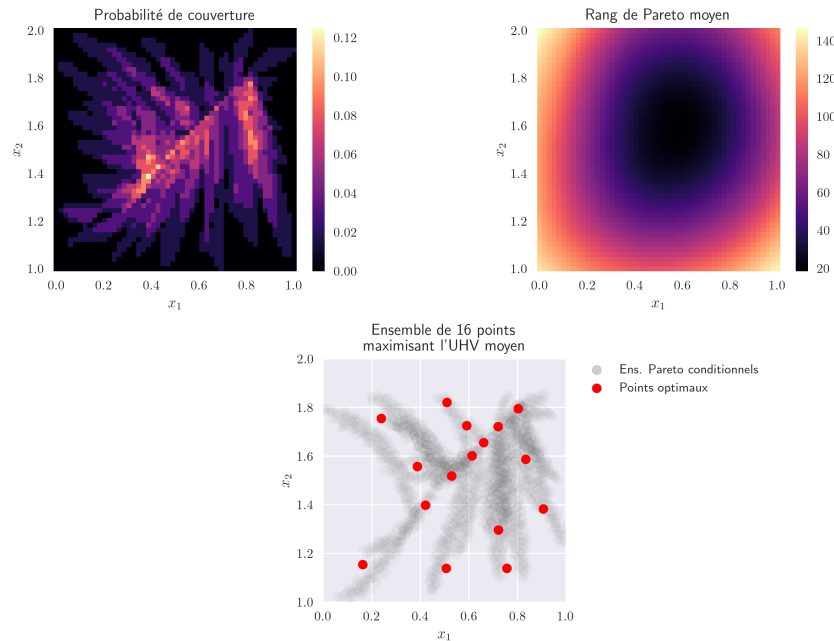 Probabilité de couverture
2.0
1.8
1.6
1.4
1.2
1.0
x2
0.0 0.2 0.4 0.6 0.8 1.0
x1
0.12
0.10
0.08
0.06
0.04
0.02
0.00
Rang de Pareto moyen
2.0
1.8
1.6
1.4
1.2
1.0
x2
0.0 0.2 0.4 0.6 0.8 1.0
x1
140
120
100
80
60
40
20
Ensemble de 16 points
maximisant l'UHV moyen
2.0
1.8
1.6
1.4
1.2
1.0
x2
0.0 0.2 0.4 0.6 0.8 1.0
x1
Ens. Pareto conditionnels
Points optimaux